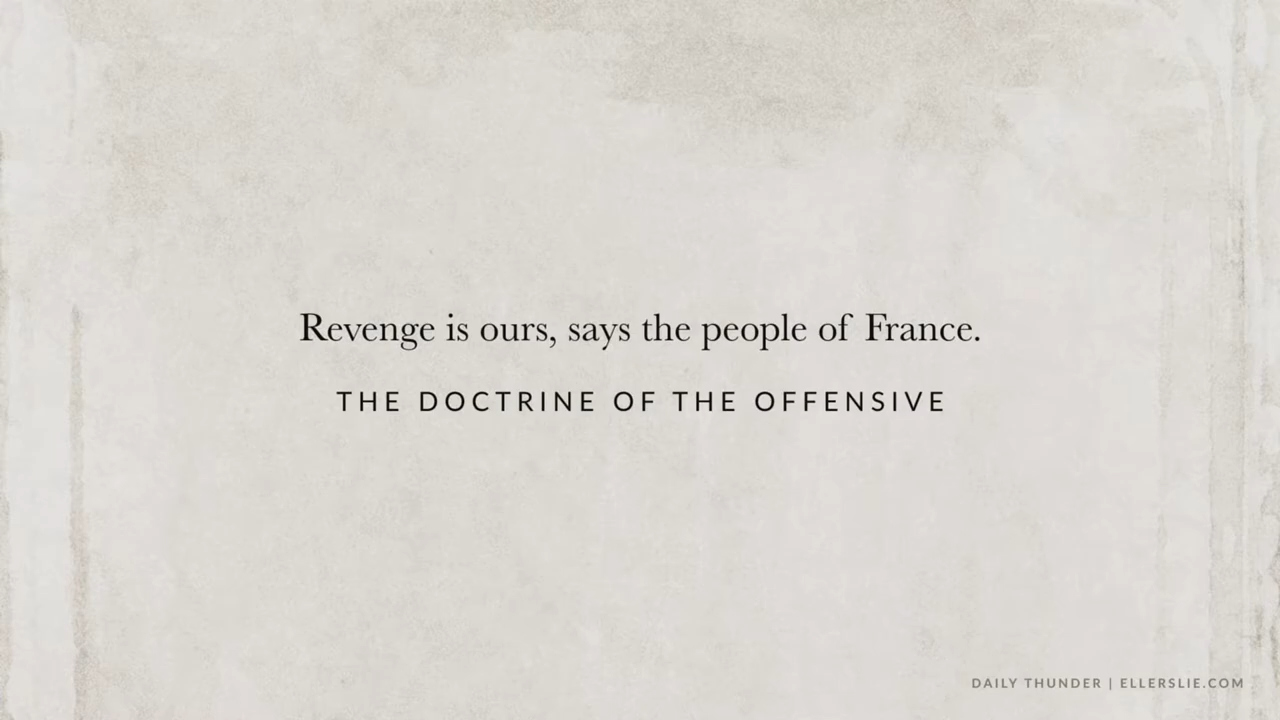 Revenge is ours, says the people of France.
THE DOCTRINE OF THE OFFENSIVE
DAILY THUNDER | ELLERSLIE.COM